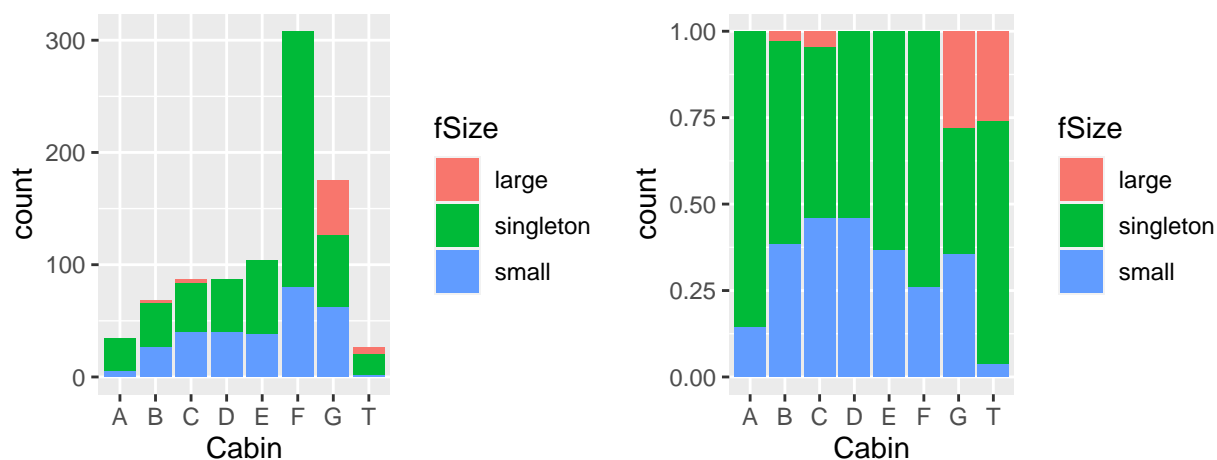 300
200
100
0
count
A B C D E F G T
Cabin
fSize
large
singleton
small
1.00
0.75
0.50
0.25
0.00
count
A B C D E F G T
Cabin
fSize
large
singleton
small